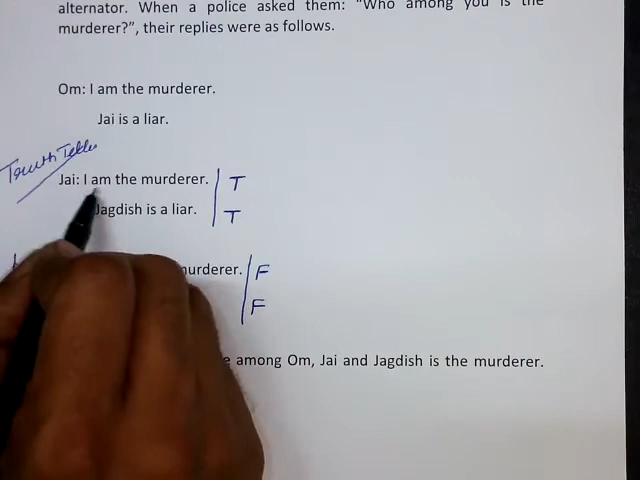 alternator. When a police asked them: "Who among you is the
murderer?", their replies were as follows.
Om: I am the murderer.
Jai is a liar.
Truth Teller
Jai: I am the murderer. T
Jagdish is a liar. T
murderer. F
F
among Om, Jai and Jagdish is the murderer.